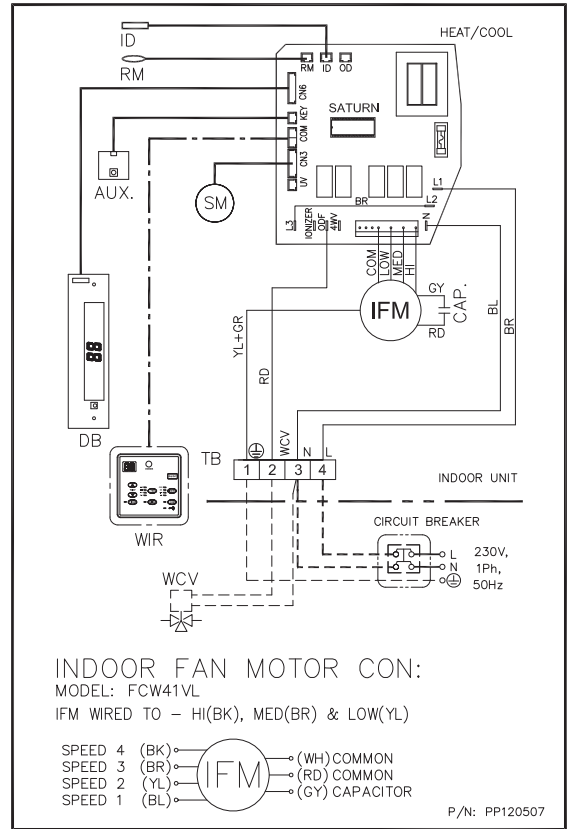 ID
HEAT/COOL
RM
RM ID OD
CN6
SATURN
KEY
COM
AUX.
CN3
SM
UV
L1
BR
L2
L3
IONIZER
ODF
4WV
N
COM
LOW
MED
HI
GY
CAP.
IFM
RD
BL
BR
YL+GR
RD
88
DB
WCV
N
L
TB
1 2 3 4
INDOOR UNIT
WIR
CIRCUIT BREAKER
L
N
230V,
1Ph,
50Hz
WCV
INDOOR FAN MOTOR CON:
MODEL: FCW41VL
IFM WIRED TO – HI(BK), MED(BR) & LOW(YL)
SPEED 4 (BK)
SPEED 3 (BR)
SPEED 2 (YL)
SPEED 1 (BL)
IFM
(WH) COMMON
(RD) COMMON
(GY) CAPACITOR
P/N: PP120507